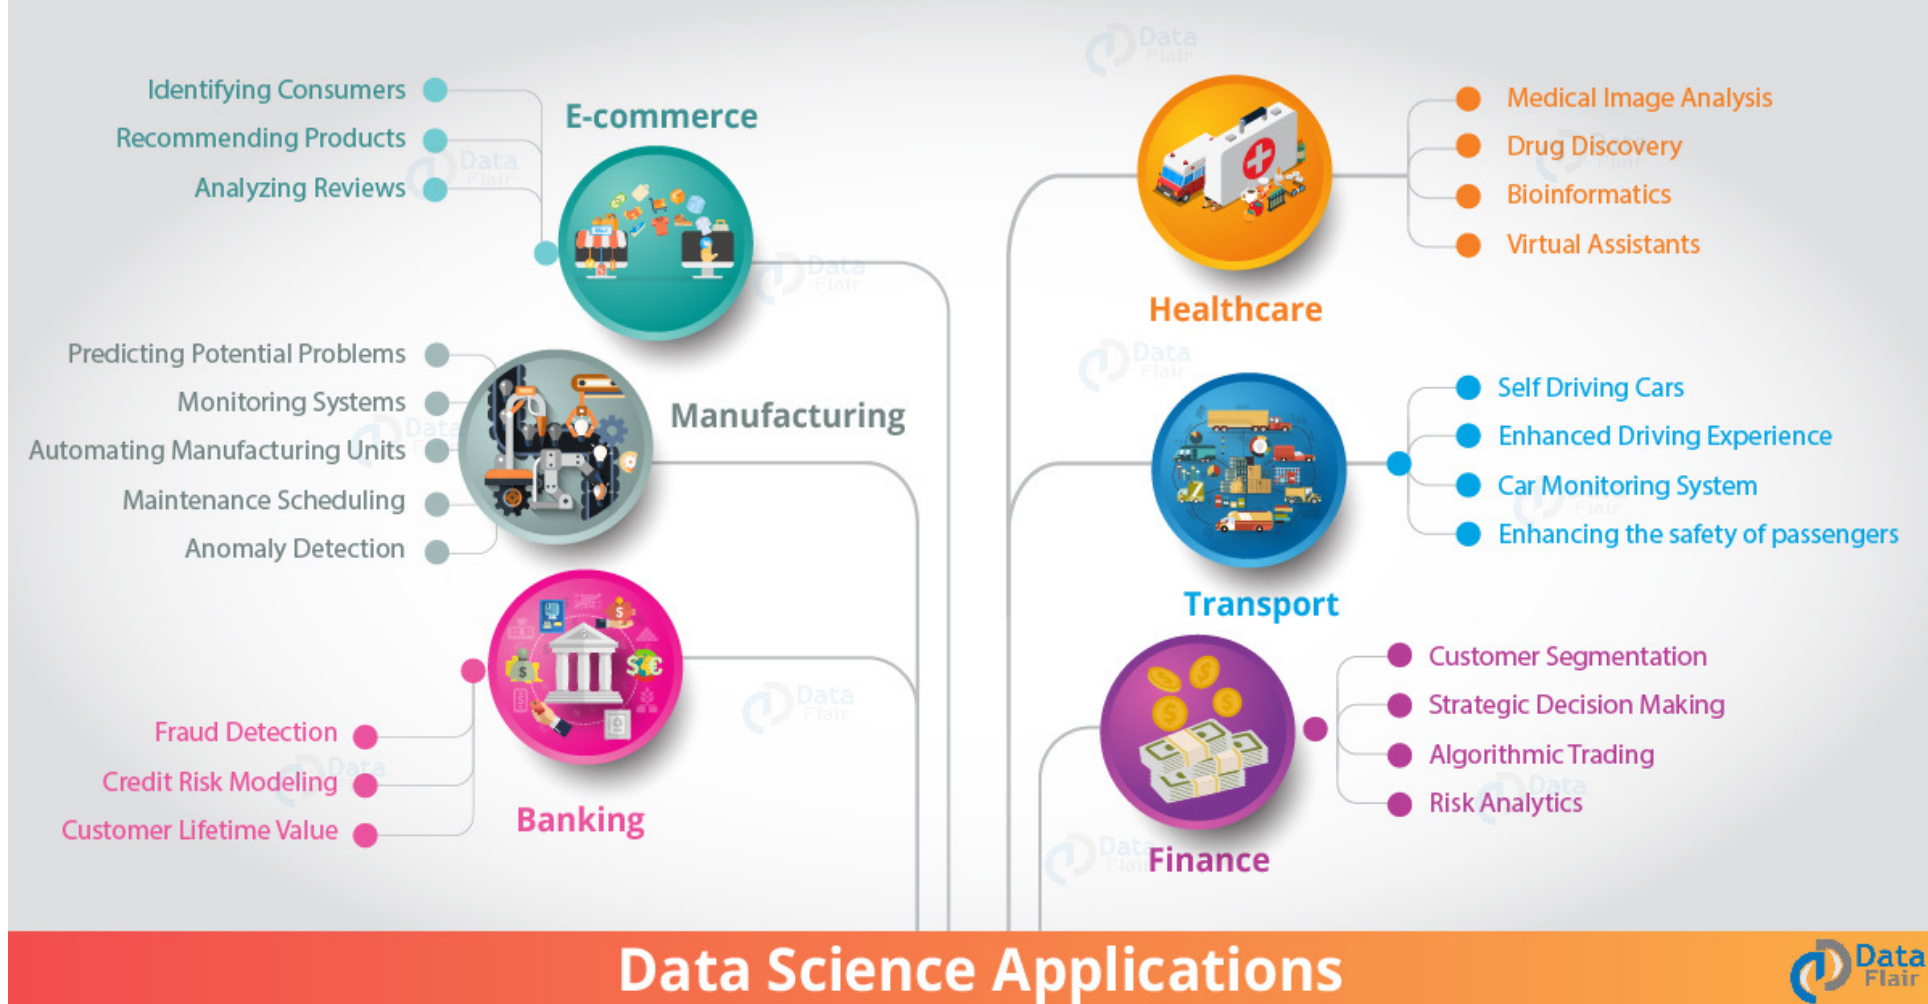 E-commerce
Identifying Consumers
Recommending Products
Analyzing Reviews
Manufacturing
Predicting Potential Problems
Monitoring Systems
Automating Manufacturing Units
Maintenance Scheduling
Anomaly Detection
Banking
Fraud Detection
Credit Risk Modeling
Customer Lifetime Value
Healthcare
Medical Image Analysis
Drug Discovery
Bioinformatics
Virtual Assistants
Transport
Self Driving Cars
Enhanced Driving Experience
Car Monitoring System
Enhancing the safety of passengers
Finance
Customer Segmentation
Strategic Decision Making
Algorithmic Trading
Risk Analytics
Data Science Applications
Data
Flair